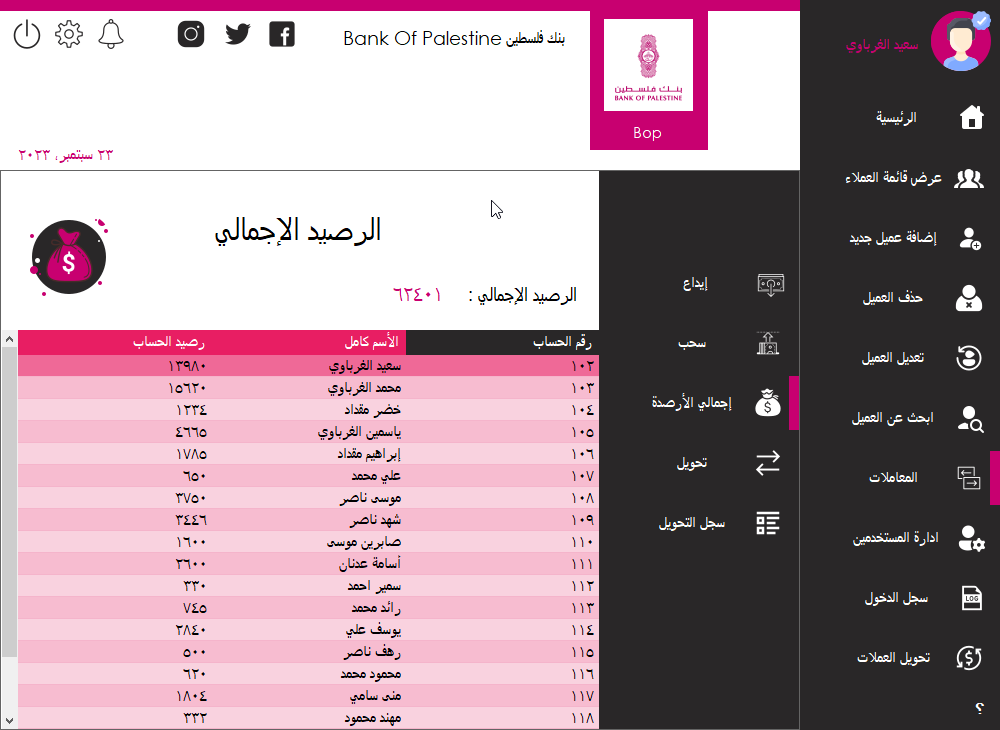 بنك فلسطين Bank Of Palestine
بنك فلسطين
BANK OF PALESTINE
Bop
٢٣ سبتمبر، ٢٠٢٣
سعيد الغرباوي
الرئيسية
عرض قائمة العملاء
إضافة عميل جديد
حذف العميل
تعديل العميل
ابحث عن العميل
المعاملات
ادارة المستخدمين
سجل الدخول
LOG
تحويل العملات
؟
إيداع
سحب
إجمالي الأرصدة
تحويل
سجل التحويل
الرصيد الإجمالي
الرصيد الإجمالي : ٦٢٤٠١
رقم الحساب الأسم كامل رصيد الحساب
١٠٢ سعيد الغرباوي ١٣٩٨٠
١٠٣ محمد الغرباوي ١٥٦٢٠
١٠٤ خضر مقداد ١٢٣٤
١٠٥ ياسمين الغرباوي ٤٦٦٥
١٠٦ إبراهيم مقداد ١٧٨٥
١٠٧ علي محمد ٦٥٠
١٠٨ موسى ناصر ٣٧٥٠
١٠٩ شهد ناصر ٣٤٤٦
١١٠ صابرين موسى ١٦٠٠
١١١ أسامة عدنان ٢٦٠٠
١١٢ سمير احمد ٣٣٠
١١٣ رائد محمد ٧٤٥
١١٤ يوسف علي ٢٨٤٠
١١٥ رهف ناصر ٥٠٠
١١٦ محمود محمد ٦٢٠
١١٧ منى سامي ١٨٠٤
١١٨ مهند محمود ٣٣٢